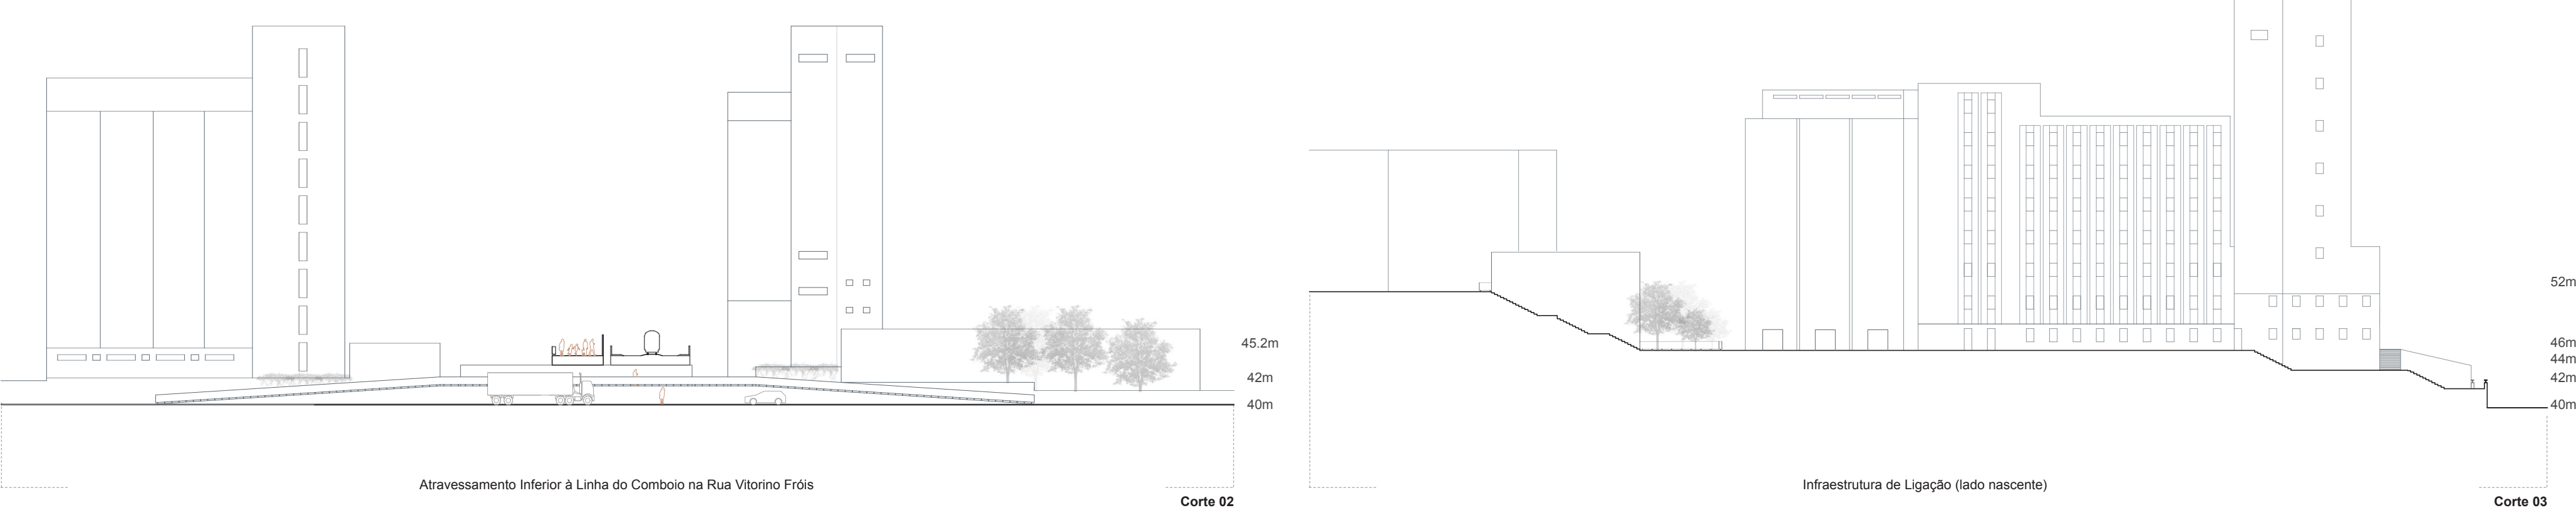 45.2m
42m
40m
Atravessamento Inferior à Linha do Comboio na Rua Vitorino Fróis
Corte 02
52m
46m
44m
42m
40m
Infraestrutura de Ligação (lado nascente)
Corte 03